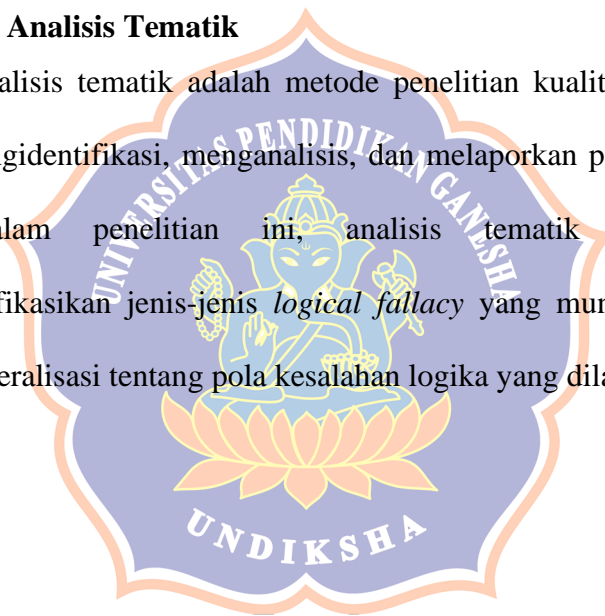 Analisis Tematik
alisis tematik adalah metode penelitian kualit
gidentifikasi, menganalisis, dan melaporkan p
alam penelitian ini, analisis tematik
fikasikan jenis-jenis logical fallacy yang mun
eralisasi tentang pola kesalahan logika yang dila
UNIVERSITAS PENDIDIKAN GANESHA
UNDIKSHA